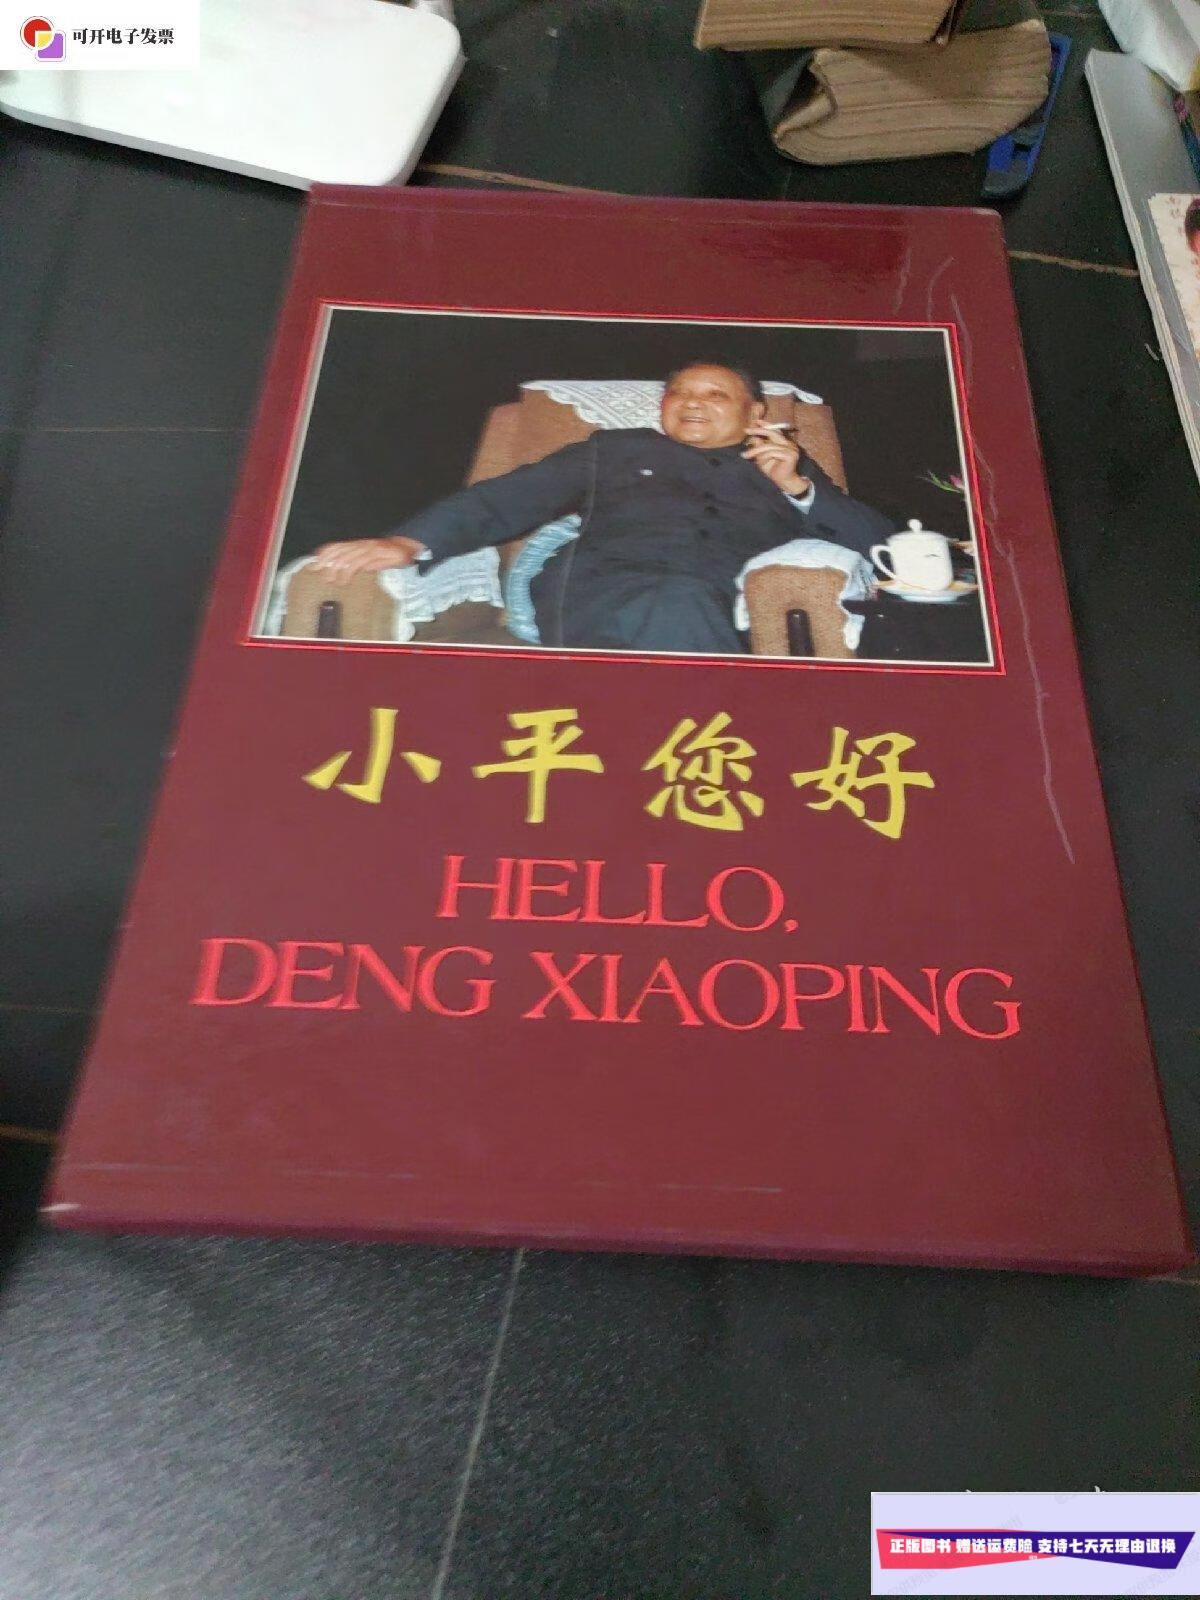 可开电子发票
小平您好
HELLO,
DENG XIAOPING
正版图书 赠送运费险 支持七天无理由退换